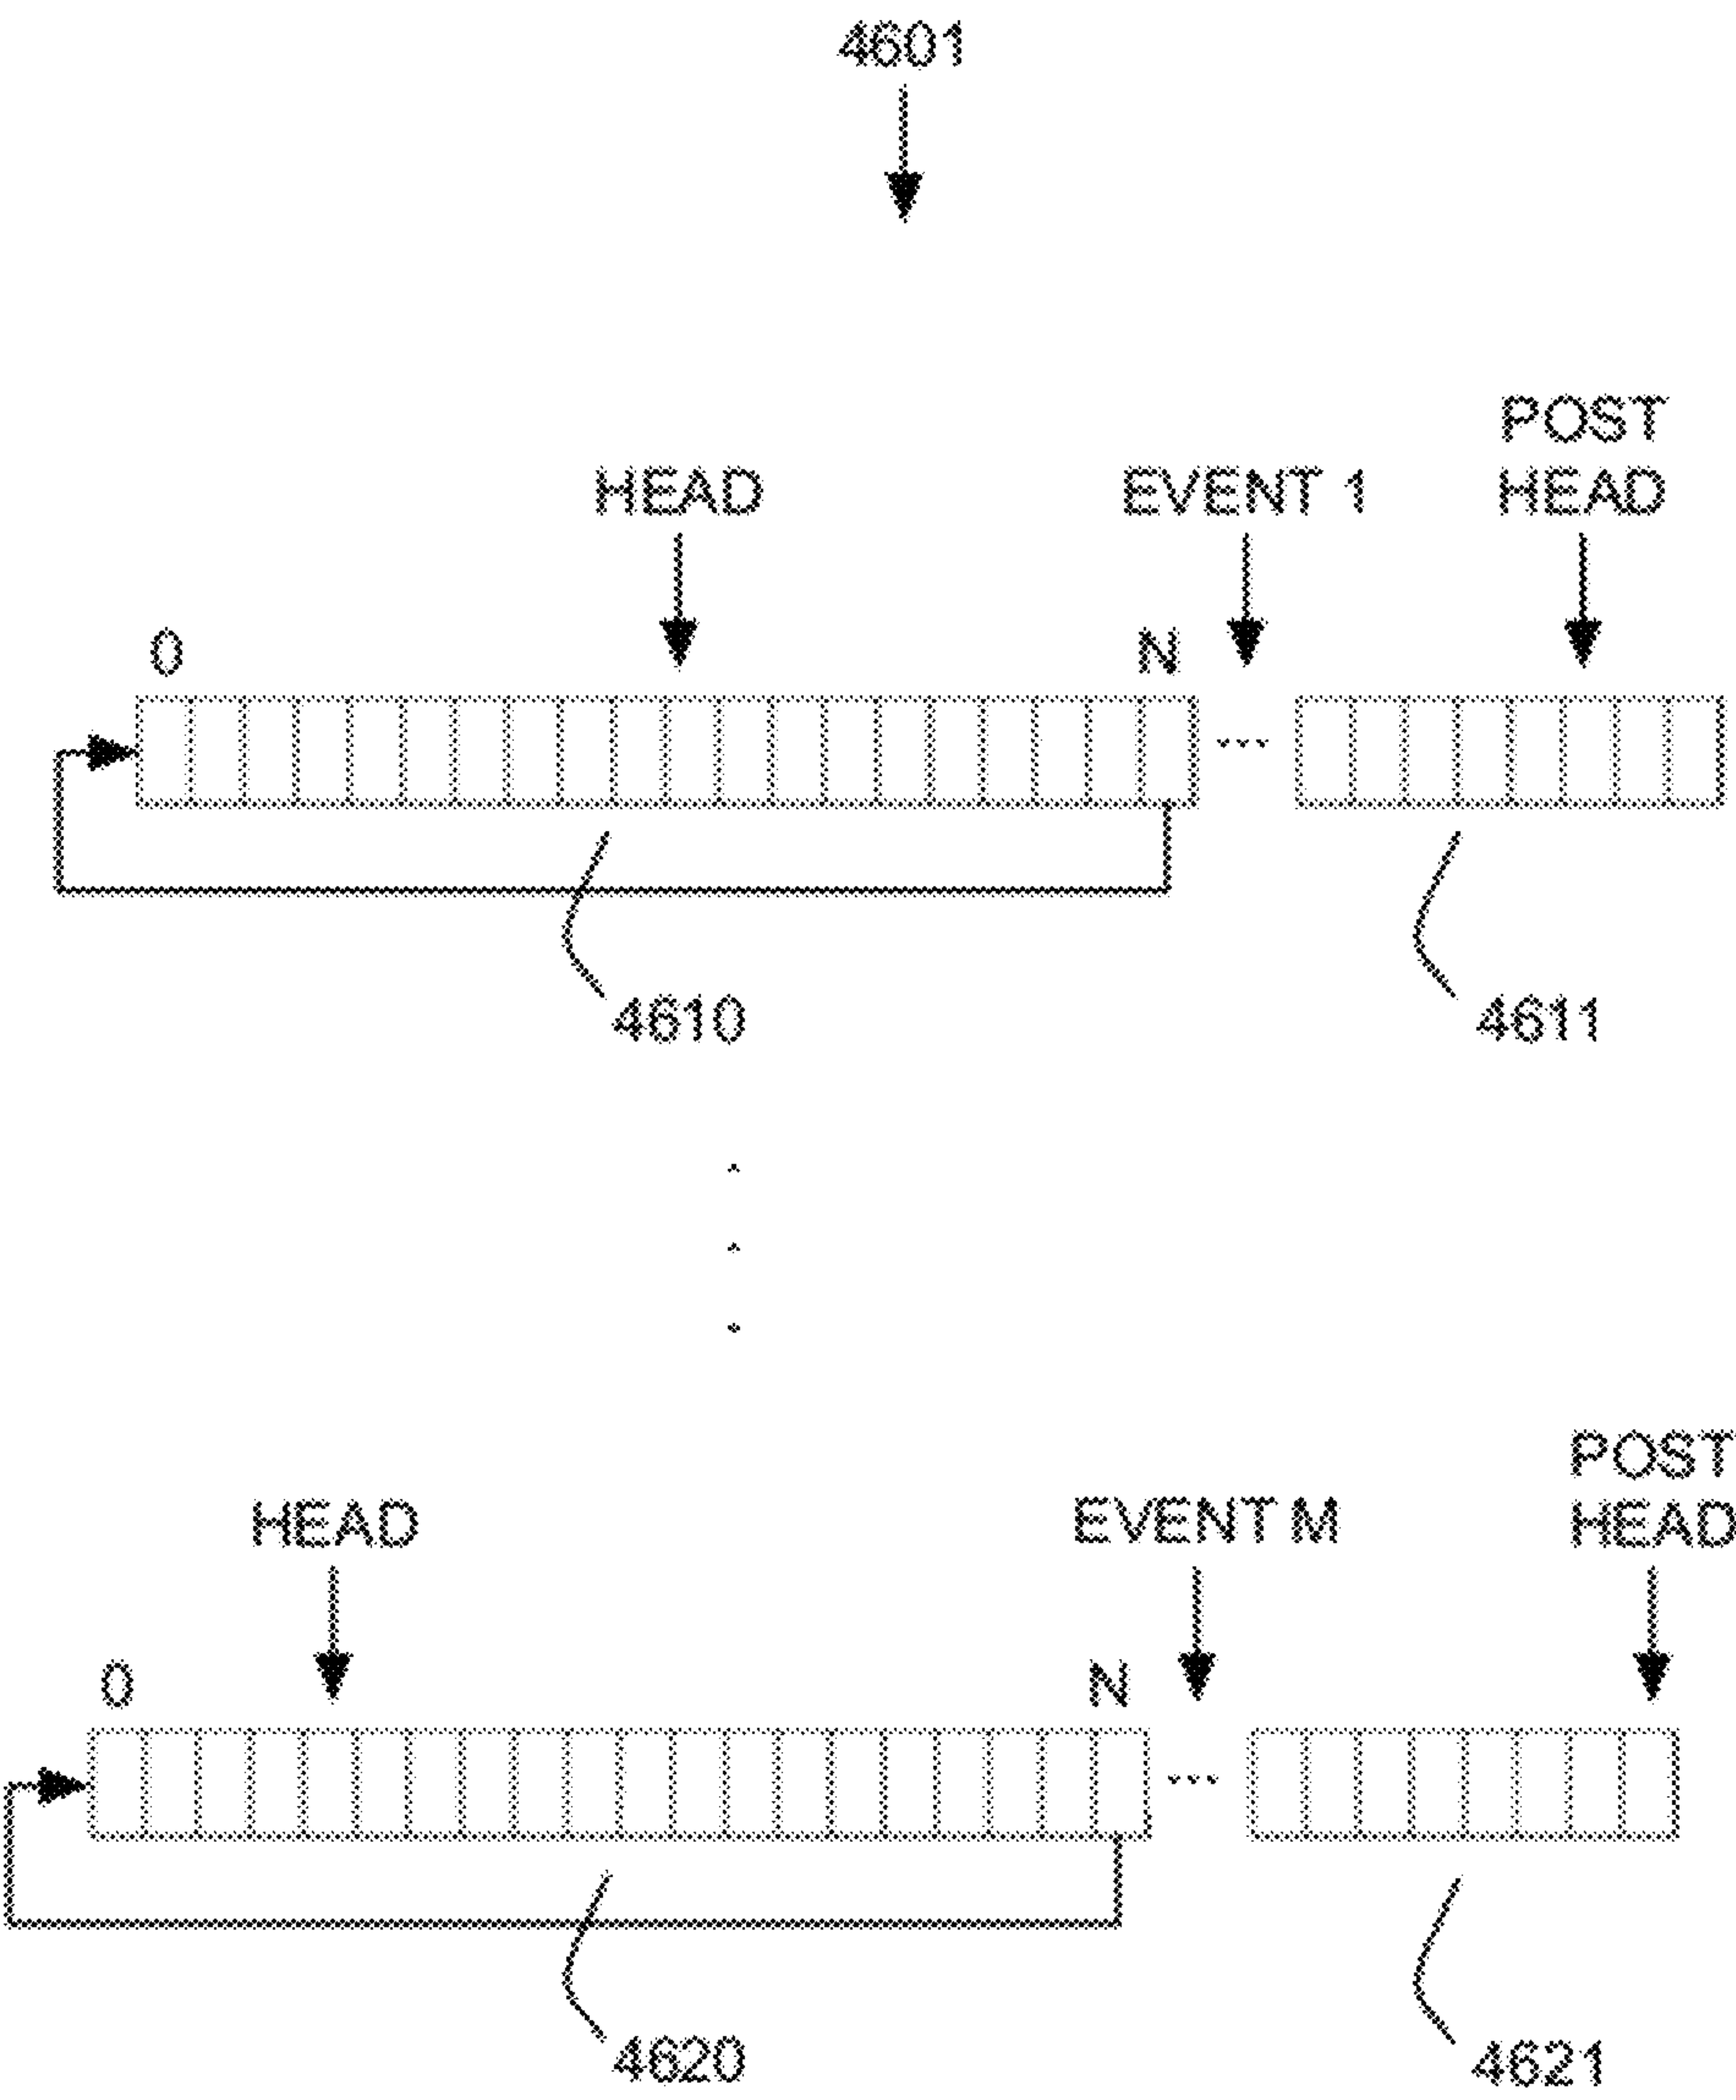 4601
POST
HEAD EVENT 1 HEAD
0 N
4610 4611
POST
HEAD EVENT M HEAD
0 N
4620 4621